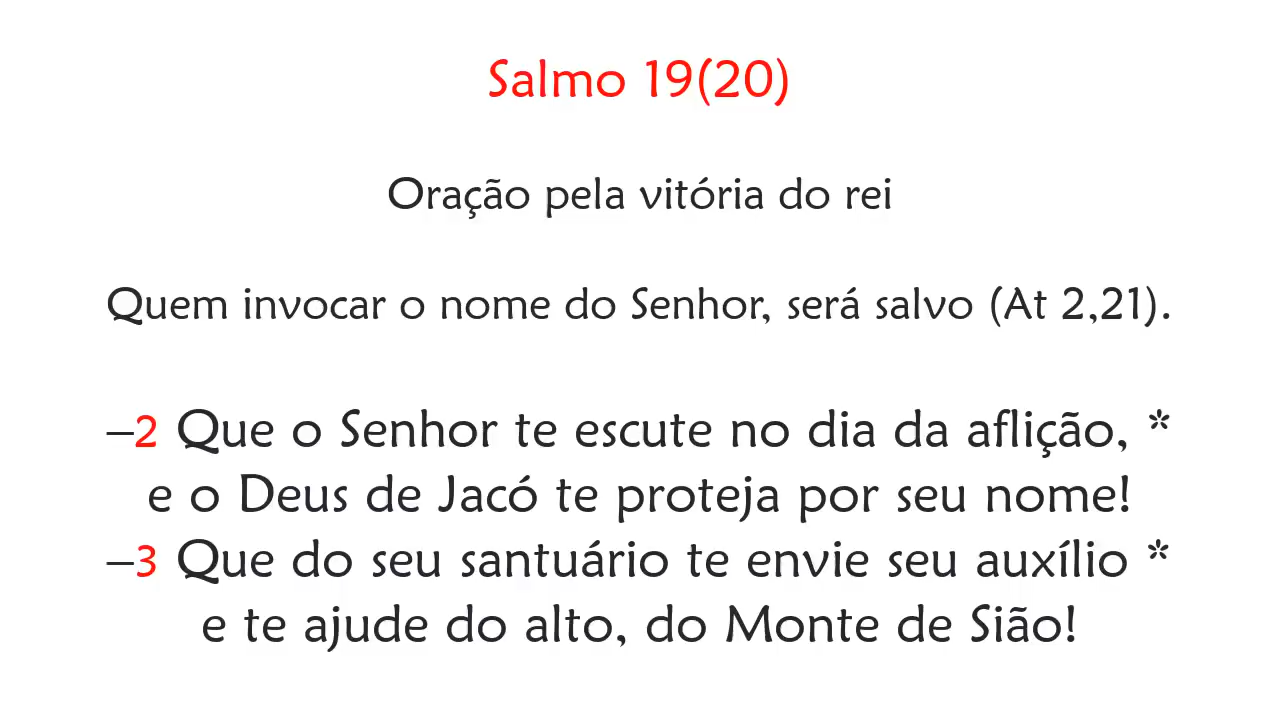 Salmo 19(20)
Oração pela vitória do rei
Quem invocar o nome do Senhor, será salvo (At 2,21).
–2 Que o Senhor te escute no dia da aflição, *
e o Deus de Jacó te proteja por seu nome!
–3 Que do seu santuário te envie seu auxílio *
e te ajude do alto, do Monte de Sião!